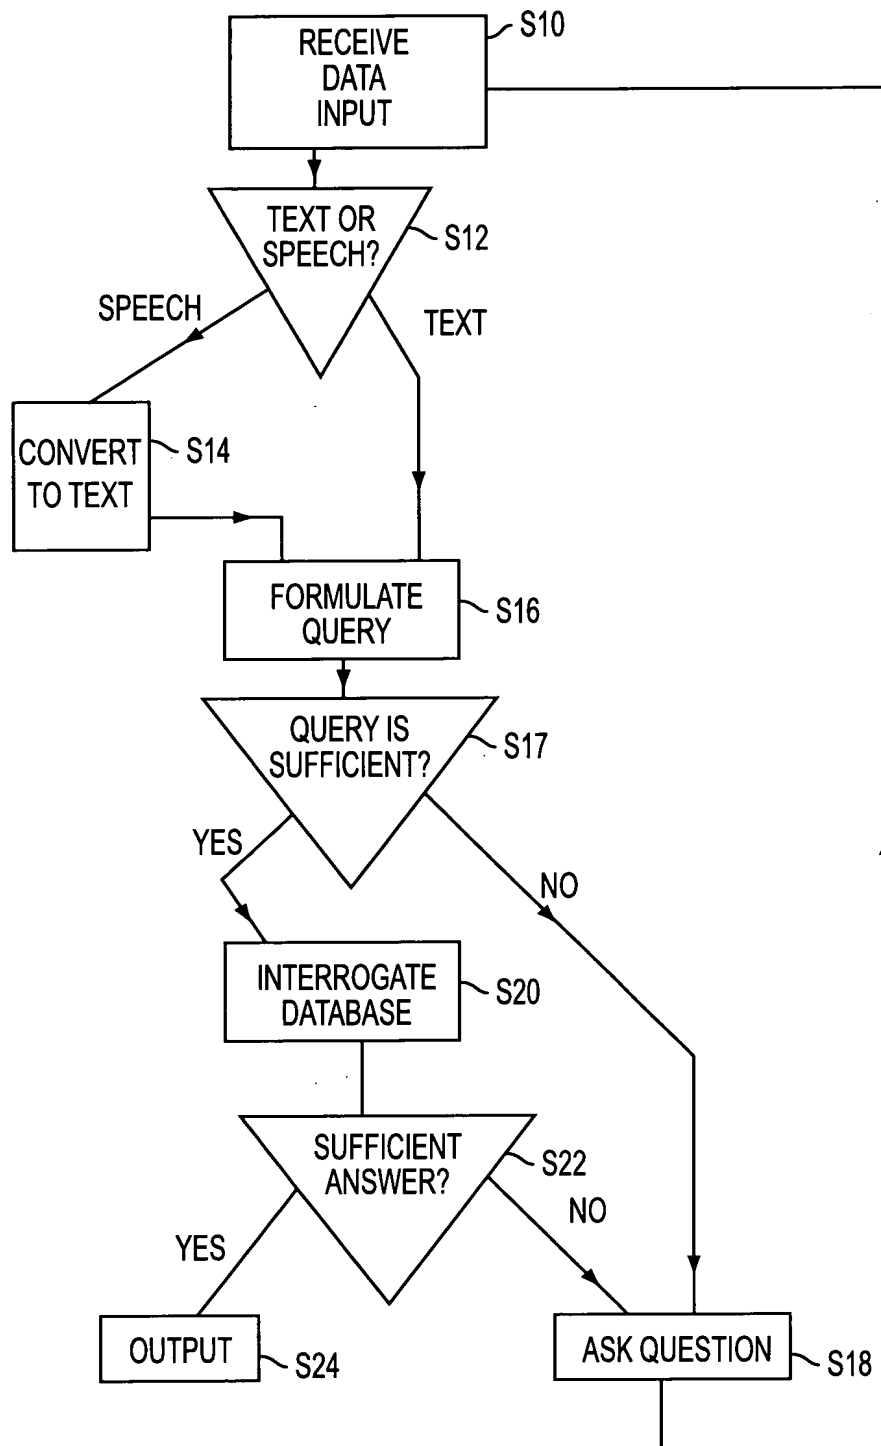 RECEIVE
DATA
INPUT
S10
TEXT OR
SPEECH?
S12
SPEECH
TEXT
CONVERT
TO TEXT
S14
FORMULATE
QUERY
S16
QUERY IS
SUFFICIENT?
S17
YES
NO
INTERROGATE
DATABASE
S20
SUFFICIENT
ANSWER?
S22
YES
NO
OUTPUT
S24
ASK QUESTION
S18